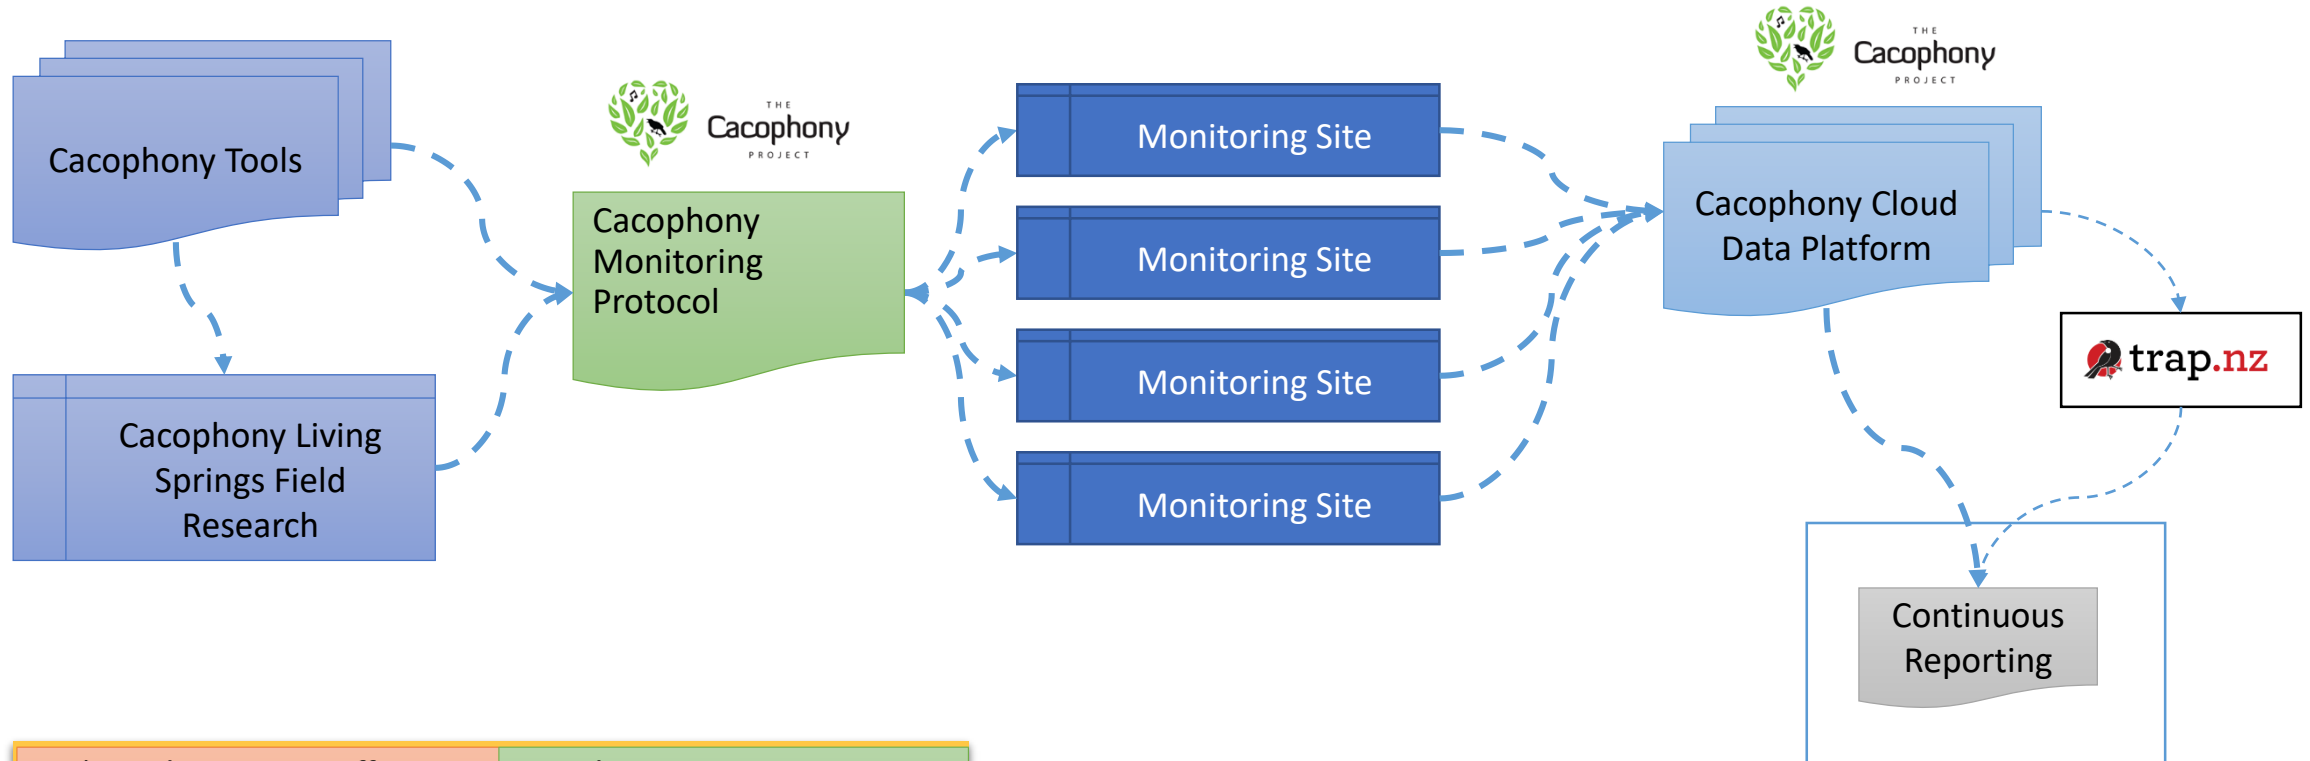 Cacophony Tools
THE
Cacophony
PROJECT
Cacophony
Monitoring
Protocol
Cacophony Living
Springs Field
Research
Monitoring Site
Monitoring Site
Monitoring Site
Monitoring Site
THE
Cacophony
PROJECT
Cacophony Cloud
Data Platform
trap.nz
Continuous
Reporting